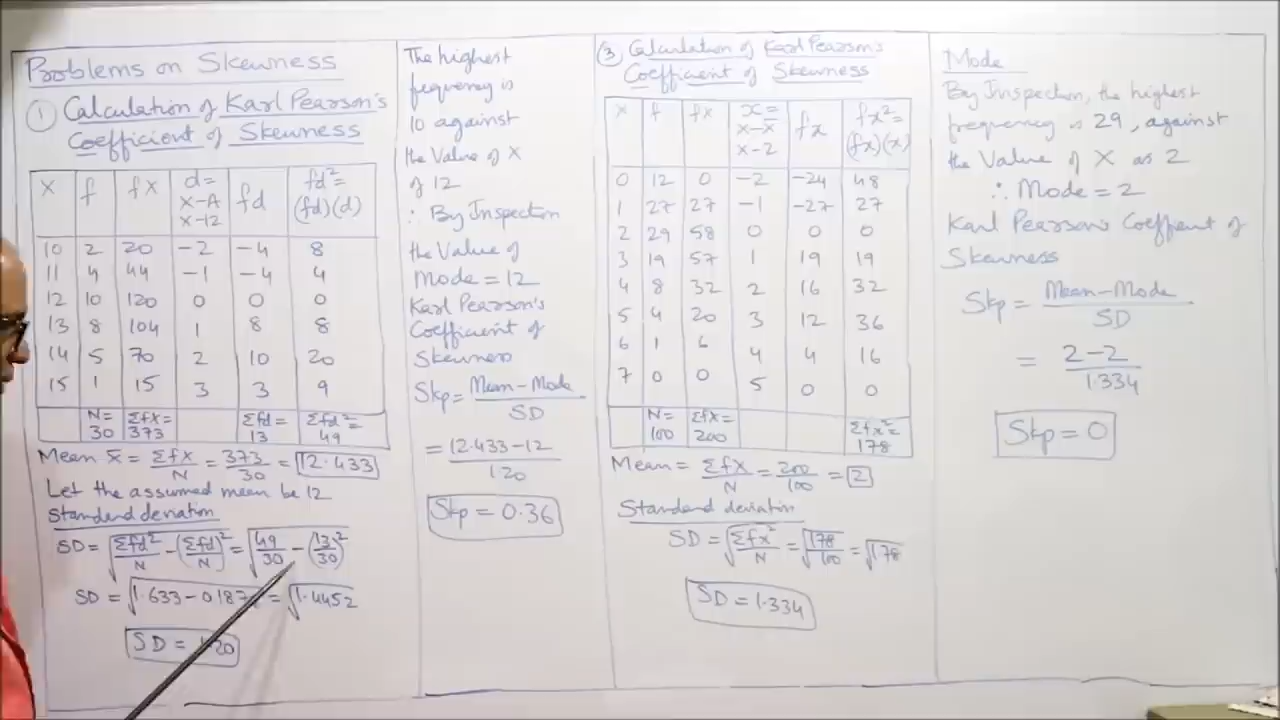 Problems on Skewness
① Calculation of Karl Pearson's
Coefficient of Skewness
X f fX d= fd fd²=
X-A (fd)(d)
X-12
10 2 20 -2 -4 8
11 4 44 -1 -4 4
12 10 120 0 0 0
13 8 104 1 8 8
14 5 70 2 10 20
15 1 15 3 3 9
N= ΣfX= Σfd= Σfd²=
30 373 13 49
Mean x̄ = ΣfX/N = 373/30 = 12.433
Let the assumed mean be 12
Standard deviation
SD = √(Σfd²/N - (Σfd/N)²) = √(49/30 - (13/30)²)
SD = √(1.633-0.187 = √1.4452
SD = 1.20
The highest
frequency is
10 against
the Value of X
of 12
∴ By Inspection
the Value of
Mode = 12
Karl Pearson's
Coefficient of
Skewness
Skp = Mean-Mode/SD
= 12.433-12/1.20
Skp = 0.36
③ Calculation of Karl Pearson's
Coefficient of Skewness
X f fX x= fx fx²=
X-x̄ (fx)(x)
X-2
0 12 0 -2 -24 48
1 27 27 -1 -27 27
2 29 58 0 0 0
3 19 57 1 19 19
4 8 32 2 16 32
5 4 20 3 12 36
6 1 6 4 4 16
7 0 0 5 0 0
N= ΣfX= Σfx²=
100 200 178
Mean = ΣfX/N = 200/100 = 2
Standard deviation
SD = √(Σfx²/N) = √(178/100) = √1.78
SD = 1.334
Mode
By Inspection, the highest
frequency is 29, against
the Value of X as 2
∴ Mode = 2
Karl Pearson's Coeffient of
Skewness
Skp = Mean-Mode/SD
= 2-2/1.334
Skp = 0